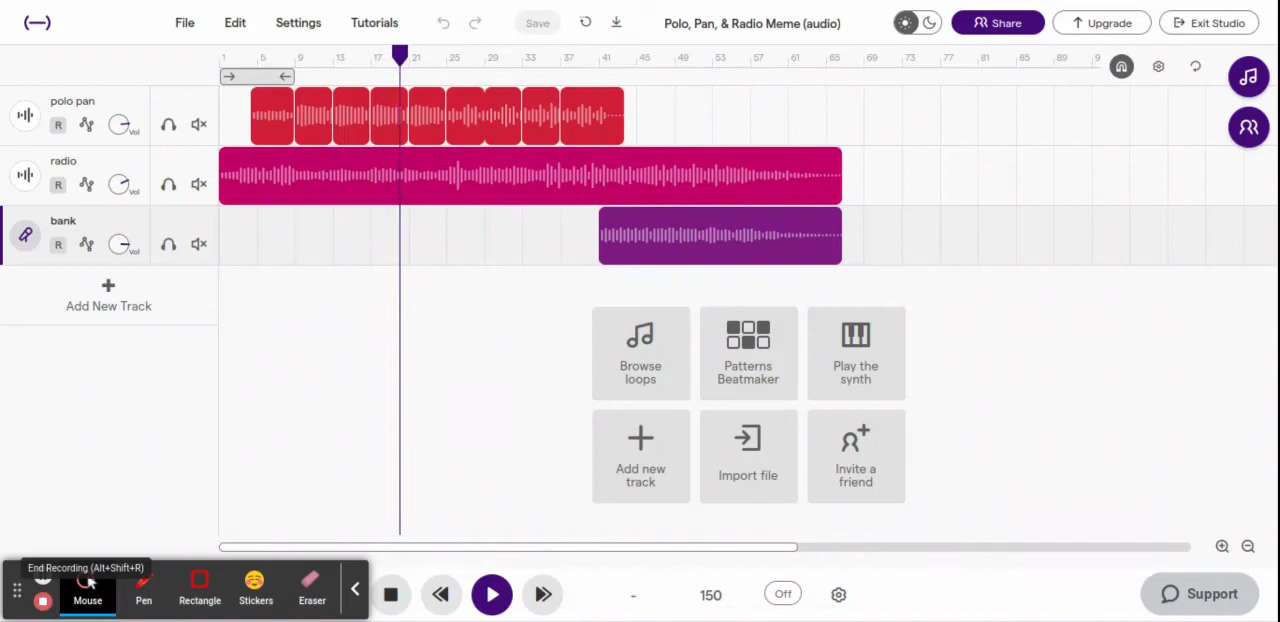 File Edit Settings Tutorials Save Polo, Pan, & Radio Meme (audio) Share Upgrade Exit Studio
1 5 9 13 17 21 25 29 33 37 41 45 49 53 57 61 65 69 73 77 81 85 89 9
polo pan
R Vol
radio
R Vol
bank
R Vol
Add New Track
Browse loops
Patterns Beatmaker
Play the synth
Add new track
Import file
Invite a friend
End Recording (Alt+Shift+R)
Mouse Pen Rectangle Stickers Eraser
- 150 Off
Support